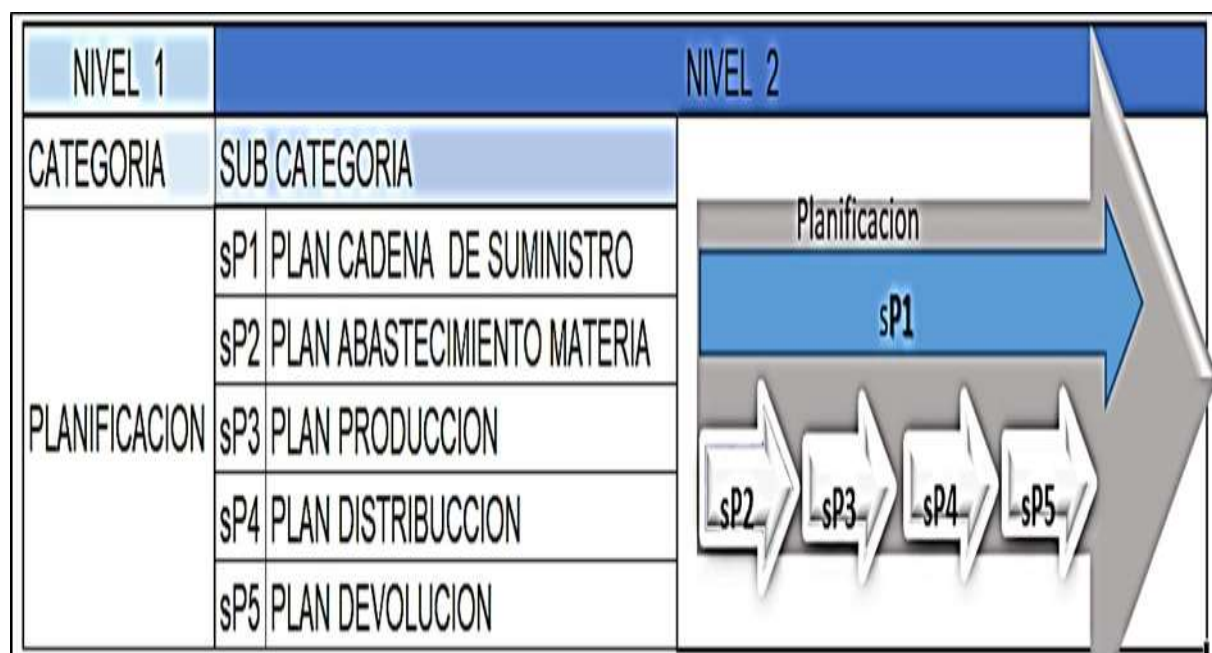 NIVEL 1
NIVEL 2
CATEGORIA
SUB CATEGORIA
PLANIFICACION
sP1 PLAN CADENA DE SUMINISTRO
sP2 PLAN ABASTECIMIENTO MATERIA
sP3 PLAN PRODUCCION
sP4 PLAN DISTRIBUCCION
sP5 PLAN DEVOLUCION
Planificacion
sP1
sP2
sP3
sP4
sP5